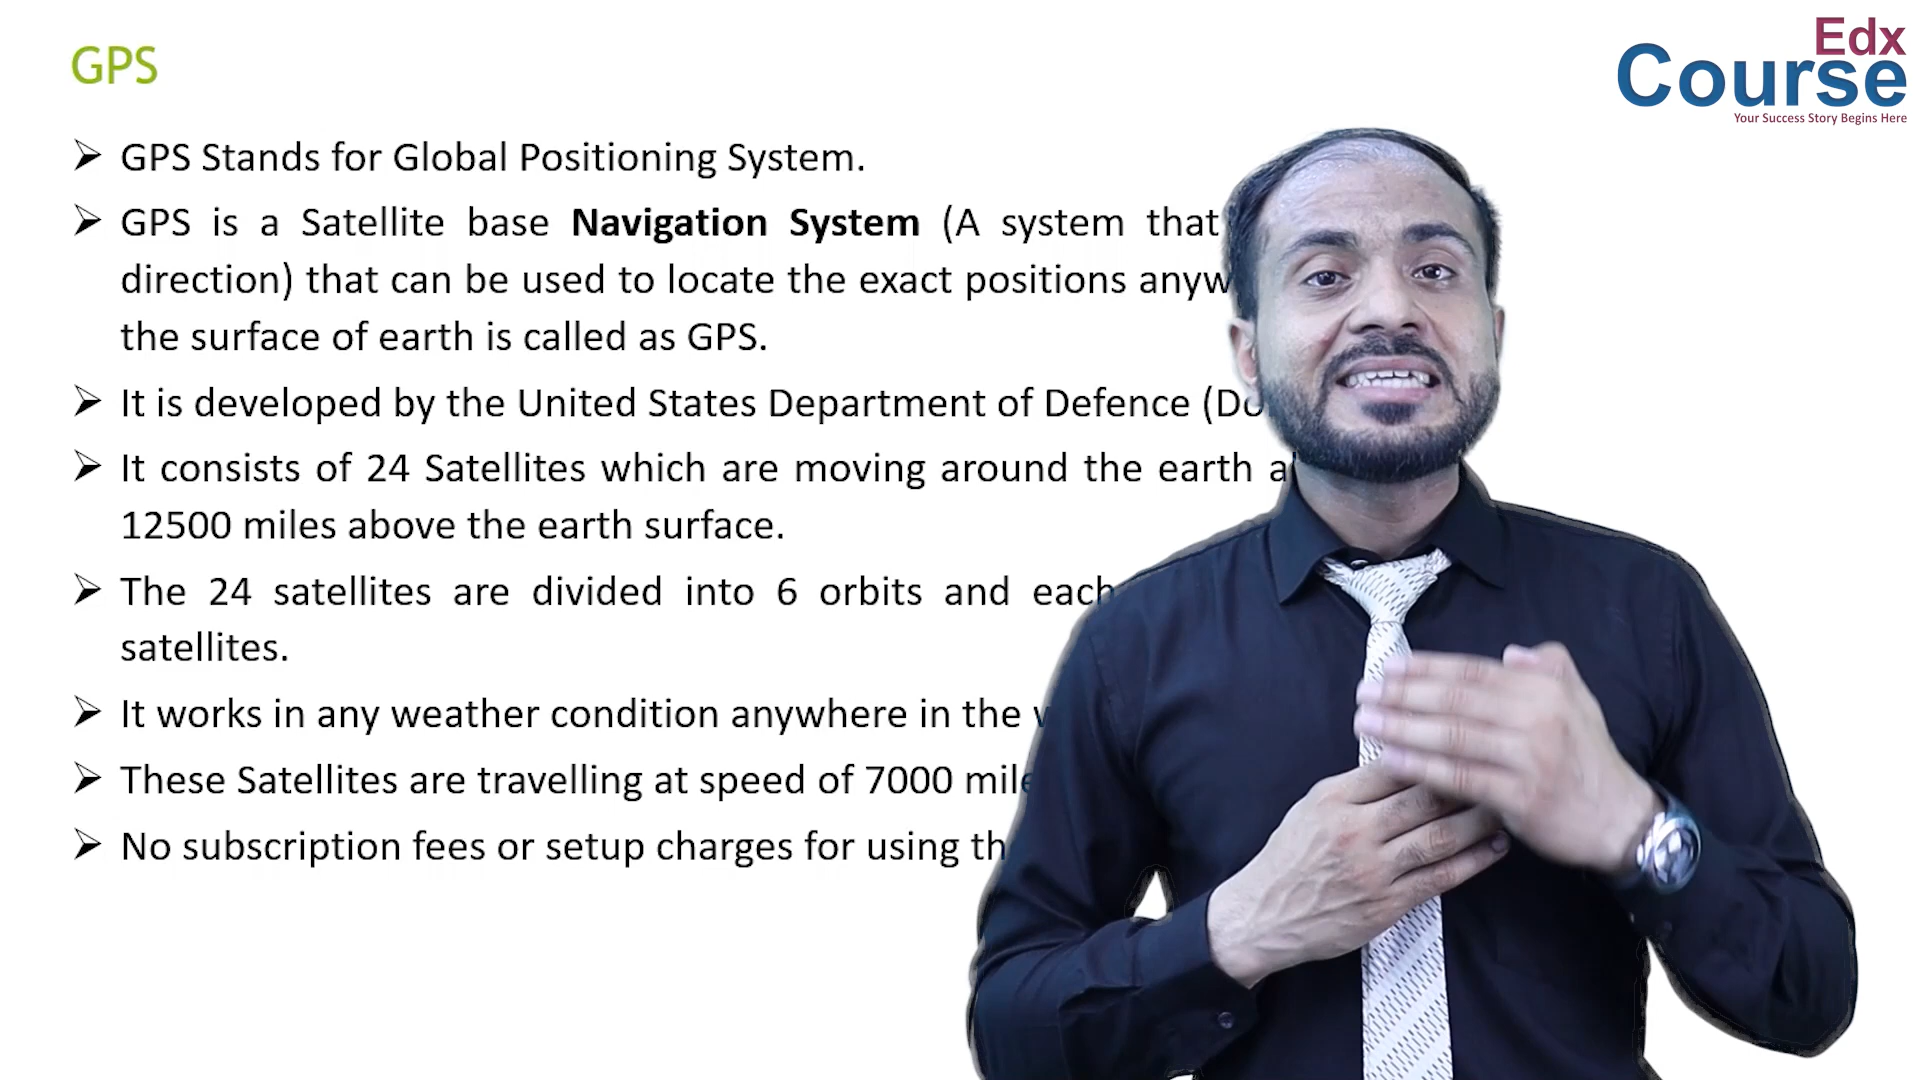 GPS
Edx
Course
Your Success Story Begins Here
GPS Stands for Global Positioning System.
GPS is a Satellite base Navigation System (A system that
direction) that can be used to locate the exact positions
the surface of earth is called as GPS.
It is developed by the United States Department of Defence
It consists of 24 Satellites which are moving around the earth
12500 miles above the earth surface.
The 24 satellites are divided into 6 orbits and each
satellites.
It works in any weather condition anywhere in the
These Satellites are travelling at speed of 7000
No subscription fees or setup charges for using